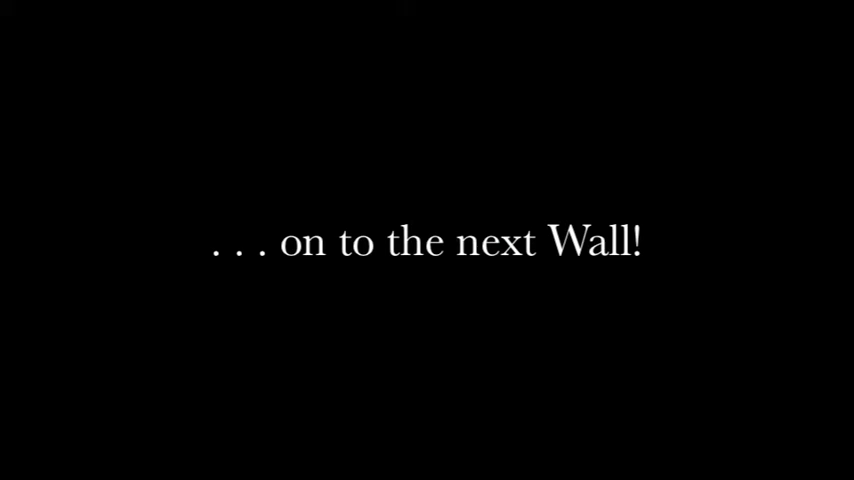 . . . on to the next Wall!